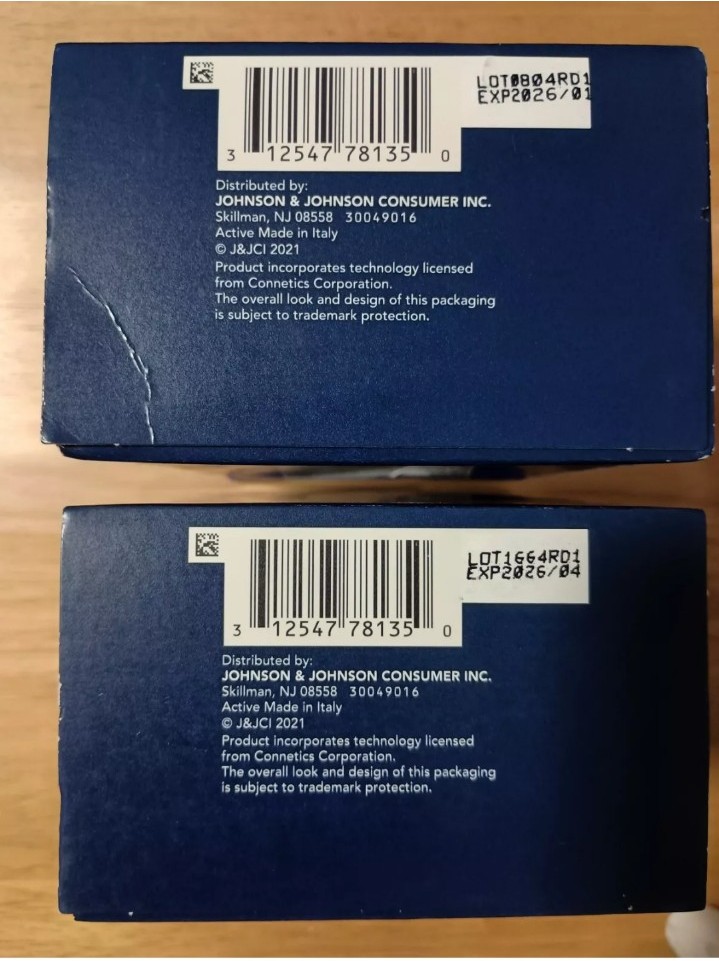 LOT0804RD1
EXP2026/01
3 12547 78135 0
Distributed by:
JOHNSON & JOHNSON CONSUMER INC.
Skillman, NJ 08558 30049016
Active Made in Italy
© J&JCI 2021
Product incorporates technology licensed
from Connetics Corporation.
The overall look and design of this packaging
is subject to trademark protection.
LOT1664RD1
EXP2026/04
3 12547 78135 0
Distributed by:
JOHNSON & JOHNSON CONSUMER INC.
Skillman, NJ 08558 30049016
Active Made in Italy
© J&JCI 2021
Product incorporates technology licensed
from Connetics Corporation.
The overall look and design of this packaging
is subject to trademark protection.